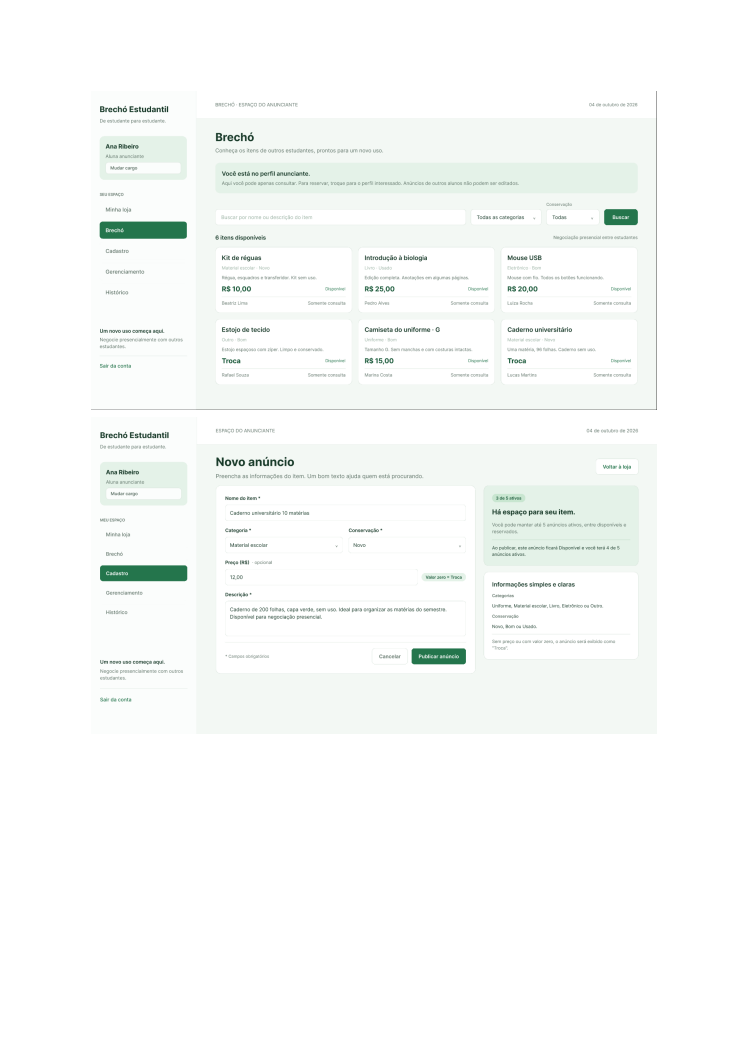 Brechó Estudantil
De estudante para estudante.
Ana Ribeiro
Aluna anunciante
Mudar cargo
SEU ESPAÇO
Minha loja
Brechó
Cadastro
Gerenciamento
Histórico
Um novo uso começa aqui.
Negocie presencialmente com outros
estudantes.
Sair da conta
BRECHÓ · ESPAÇO DO ANUNCIANTE
04 de outubro de 2026
Brechó
Conheça os itens de outros estudantes, prontos para um novo uso.
Você está no perfil anunciante.
Aqui você pode apenas consultar. Para reservar, troque para o perfil interessado. Anúncios de outros alunos não podem ser editados.
Conservação
Buscar por nome ou descrição do item
Todas as categorias
Todas
Buscar
6 itens disponíveis
Negociação presencial entre estudantes
Kit de réguas
Material escolar · Novo
Régua, esquadros e transferidor. Kit sem uso.
R$ 10,00
Disponível
Beatriz Lima
Somente consulta
Introdução à biologia
Livro · Usado
Edição completa. Anotações em algumas páginas.
R$ 25,00
Disponível
Pedro Alves
Somente consulta
Mouse USB
Eletrônico · Bom
Mouse com fio. Todos os botões funcionando.
R$ 20,00
Disponível
Luiza Rocha
Somente consulta
Estojo de tecido
Outro · Bom
Estojo espaçoso com zíper. Limpo e conservado.
Troca
Disponível
Rafael Souza
Somente consulta
Camiseta do uniforme · G
Uniforme · Bom
Tamanho G. Sem manchas e com costuras intactas.
R$ 15,00
Disponível
Marina Costa
Somente consulta
Caderno universitário
Material escolar · Novo
Uma matéria, 96 folhas. Caderno sem uso.
Troca
Disponível
Lucas Martins
Somente consulta
Brechó Estudantil
De estudante para estudante.
Ana Ribeiro
Aluna anunciante
Mudar cargo
MEU ESPAÇO
Minha loja
Brechó
Cadastro
Gerenciamento
Histórico
Um novo uso começa aqui.
Negocie presencialmente com outros
estudantes.
Sair da conta
ESPAÇO DO ANUNCIANTE
04 de outubro de 2026
Novo anúncio
Preencha as informações do item. Um bom texto ajuda quem está procurando.
Voltar à loja
Nome do item *
Caderno universitário 10 matérias
Categoria *
Conservação *
Material escolar
Novo
Preço (R$) · opcional
12,00
Valor zero = Troca
Descrição *
Caderno de 200 folhas, capa verde, sem uso. Ideal para organizar as matérias do semestre.
Disponível para negociação presencial.
* Campos obrigatórios
Cancelar
Publicar anúncio
3 de 5 ativos
Há espaço para seu item.
Você pode manter até 5 anúncios ativos, entre disponíveis e
reservados.
Ao publicar, este anúncio ficará Disponível e você terá 4 de 5
anúncios ativos.
Informações simples e claras
Categorias
Uniforme, Material escolar, Livro, Eletrônico ou Outro.
Conservação
Novo, Bom ou Usado.
Sem preço ou com valor zero, o anúncio será exibido como
"Troca".